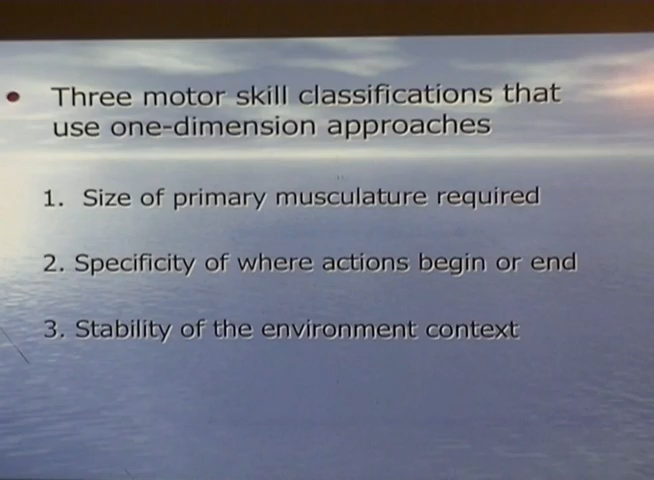 • Three motor skill classifications that
use one-dimension approaches
1. Size of primary musculature required
2. Specificity of where actions begin or end
3. Stability of the environment context